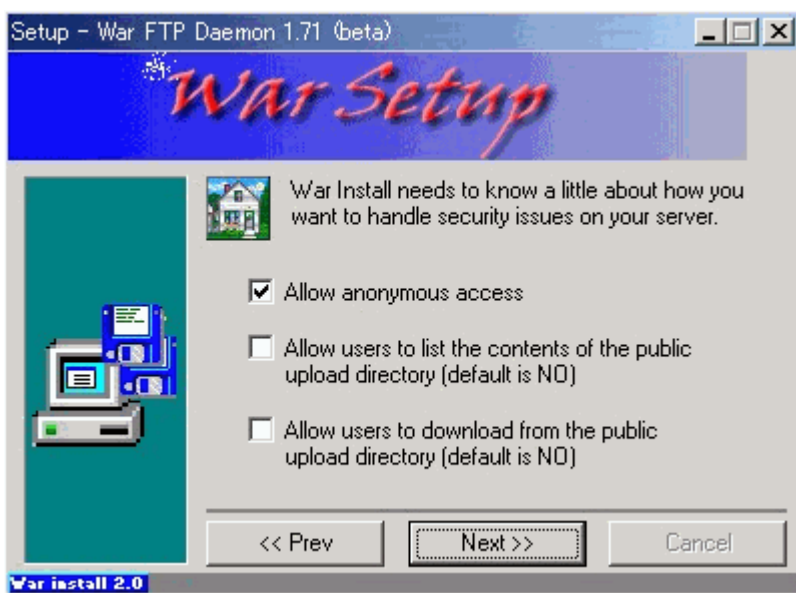 Setup - War FTP Daemon 1.71 (beta)
War Setup
War Install needs to know a little about how you
want to handle security issues on your server.
Allow anonymous access
Allow users to list the contents of the public
upload directory (default is NO)
Allow users to download from the public
upload directory (default is NO)
<< Prev
Next >>
Cancel
War install 2.0